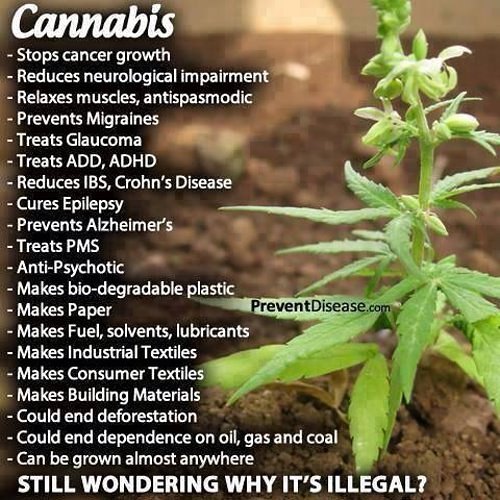 Cannabis
- Stops cancer growth
- Reduces neurological impairment
- Relaxes muscles, antispasmodic
- Prevents Migraines
- Treats Glaucoma
- Treats ADD, ADHD
- Reduces IBS, Crohn's Disease
- Cures Epilepsy
- Prevents Alzheimer's
- Treats PMS
- Anti-Psychotic
- Makes bio-degradable plastic
- Makes Paper
PreventDisease.com
- Makes Fuel, solvents, lubricants
- Makes Industrial Textiles
- Makes Consumer Textiles
- Makes Building Materials
- Could end deforestation
- Could end dependence on oil, gas and coal
- Can be grown almost anywhere
STILL WONDERING WHY IT'S ILLEGAL?